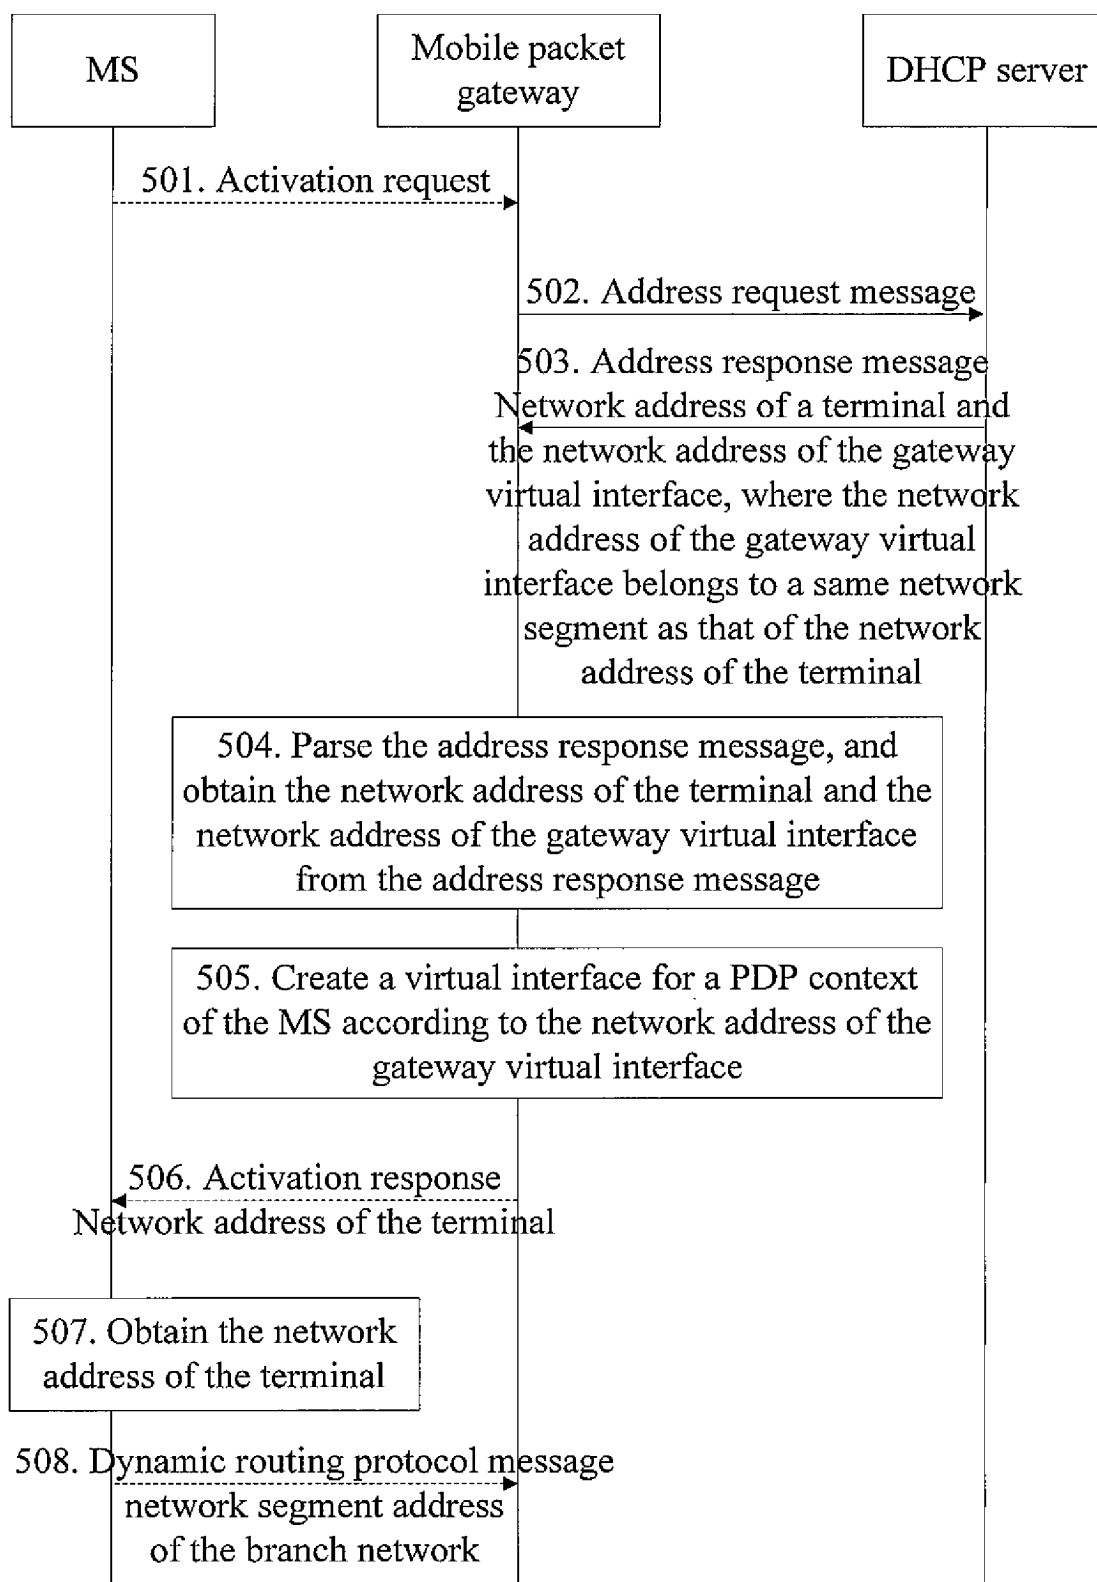 MS
Mobile packet
gateway
DHCP server
501. Activation request
502. Address request message
503. Address response message
Network address of a terminal and
the network address of the gateway
virtual interface, where the network
address of the gateway virtual
interface belongs to a same network
segment as that of the network
address of the terminal
504. Parse the address response message, and
obtain the network address of the terminal and the
network address of the gateway virtual interface
from the address response message
505. Create a virtual interface for a PDP context
of the MS according to the network address of the
gateway virtual interface
506. Activation response
Network address of the terminal
507. Obtain the network
address of the terminal
508. Dynamic routing protocol message
network segment address
of the branch network